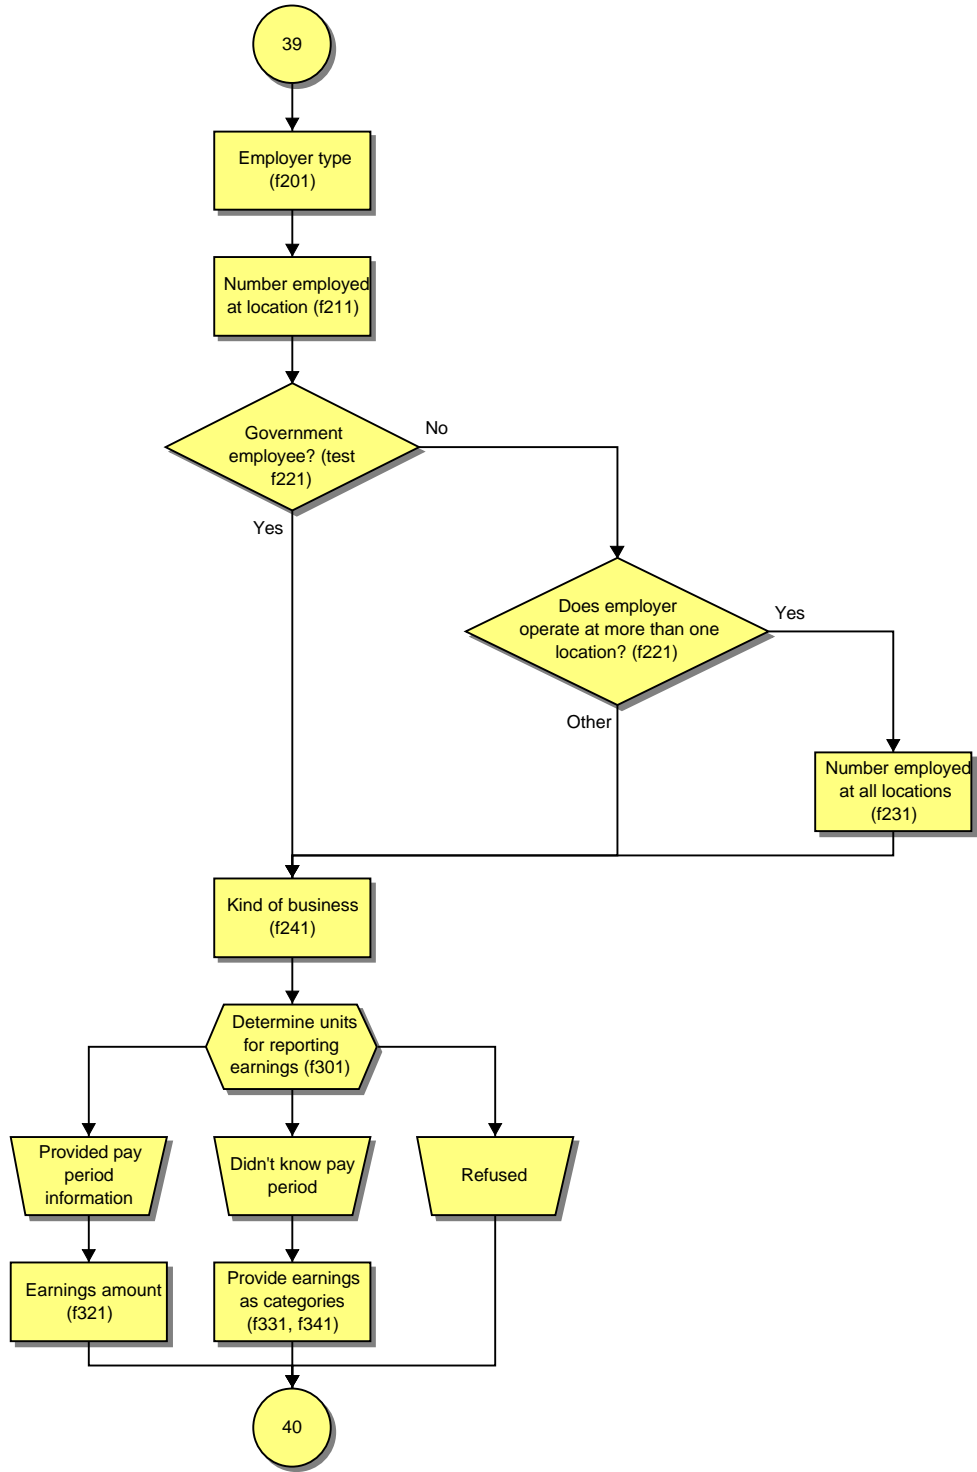 39
Employer type
(f201)
Number employed
at location (f211)
Government
employee? (test
f221)
No
Yes
Does employer
operate at more than one
location? (f221)
Yes
Other
Number employed
at all locations
(f231)
Kind of business
(f241)
Determine units
for reporting
earnings (f301)
Provided pay
period
information
Didn't know pay
period
Refused
Earnings amount
(f321)
Provide earnings
as categories
(f331, f341)
40